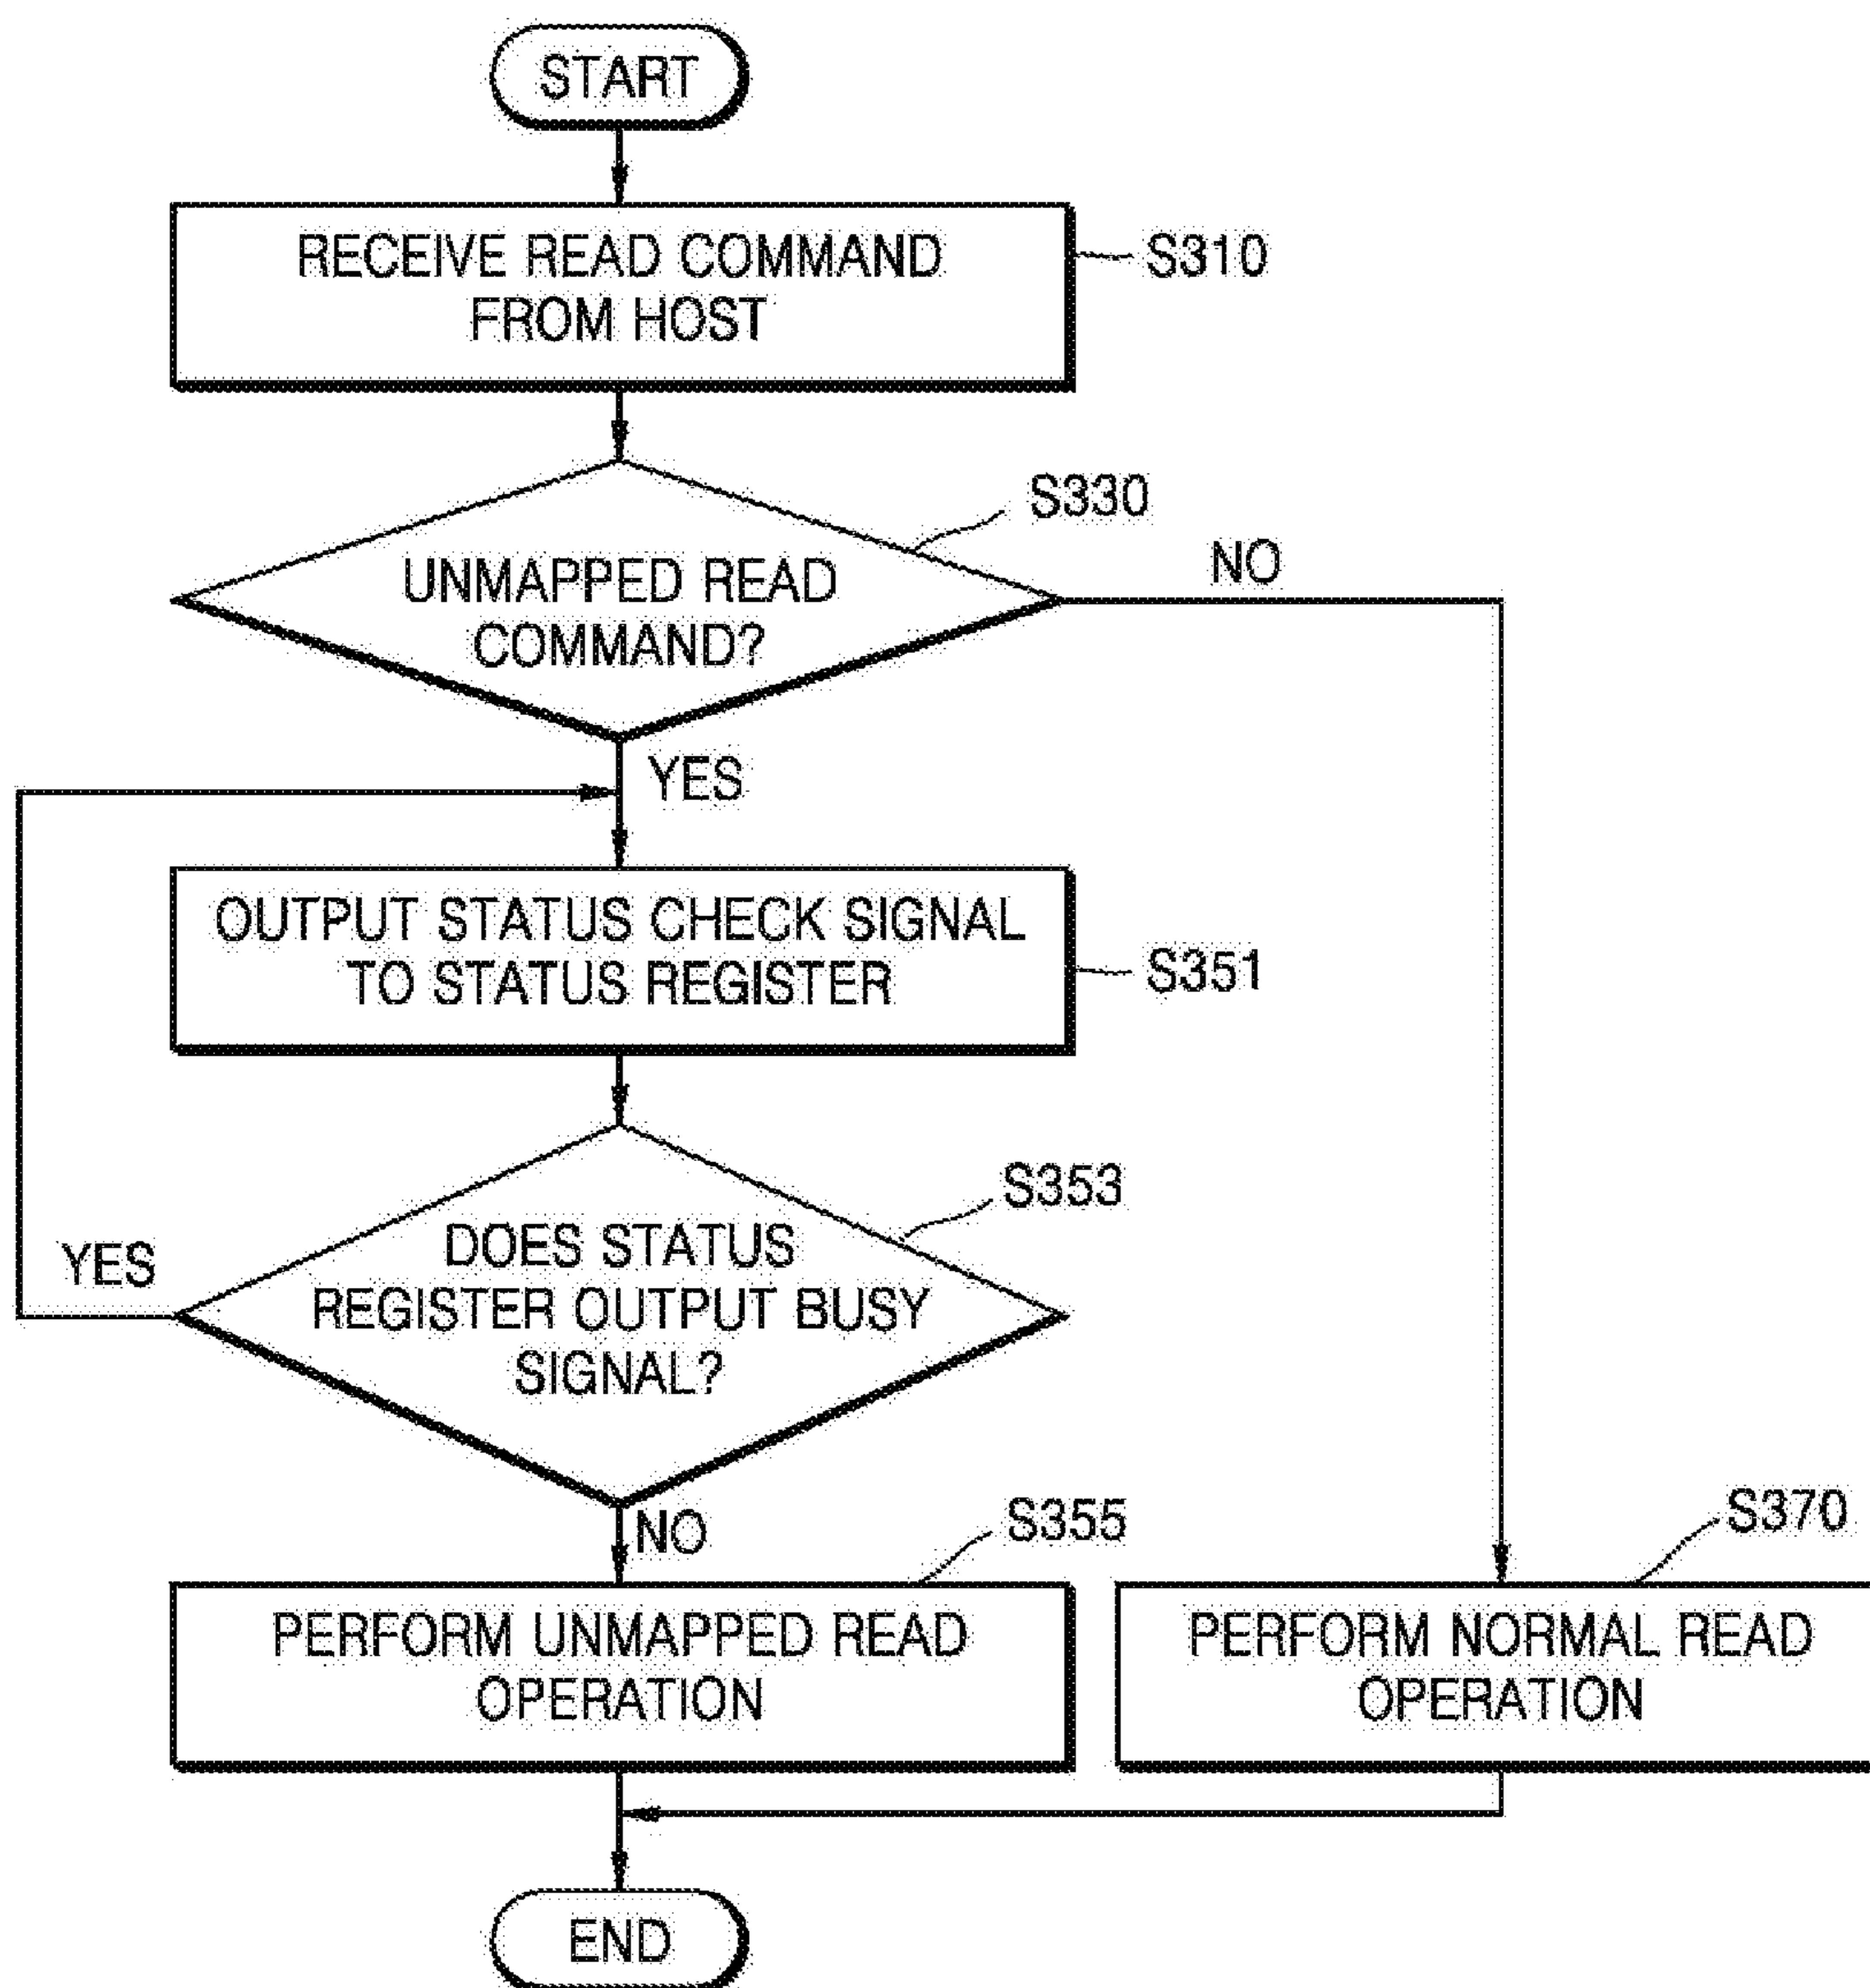 START
RECEIVE READ COMMAND
FROM HOST
S310
S330
UNMAPPED READ
COMMAND?
NO
YES
OUTPUT STATUS CHECK SIGNAL
TO STATUS REGISTER
S351
S353
DOES STATUS
REGISTER OUTPUT BUSY
SIGNAL?
YES
NO
S355
PERFORM UNMAPPED READ
OPERATION
S370
PERFORM NORMAL READ
OPERATION
END